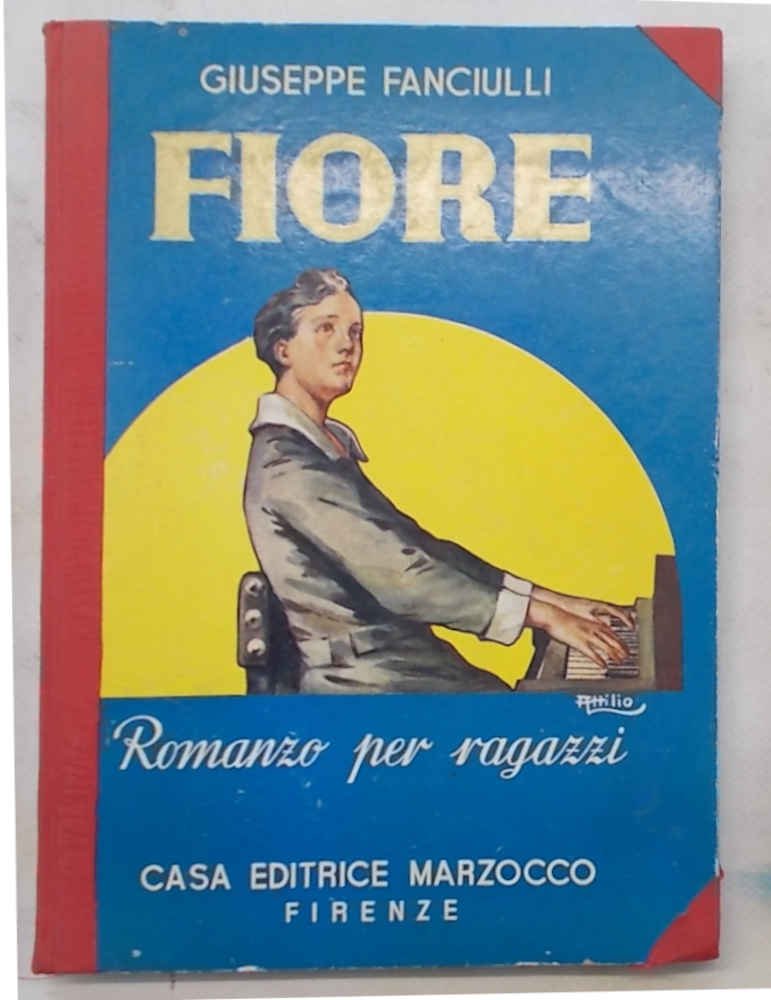 GIUSEPPE FANCIULLI
FIORE
Attilio
Romanzo per ragazzi
CASA EDITRICE MARZOCCO
FIRENZE